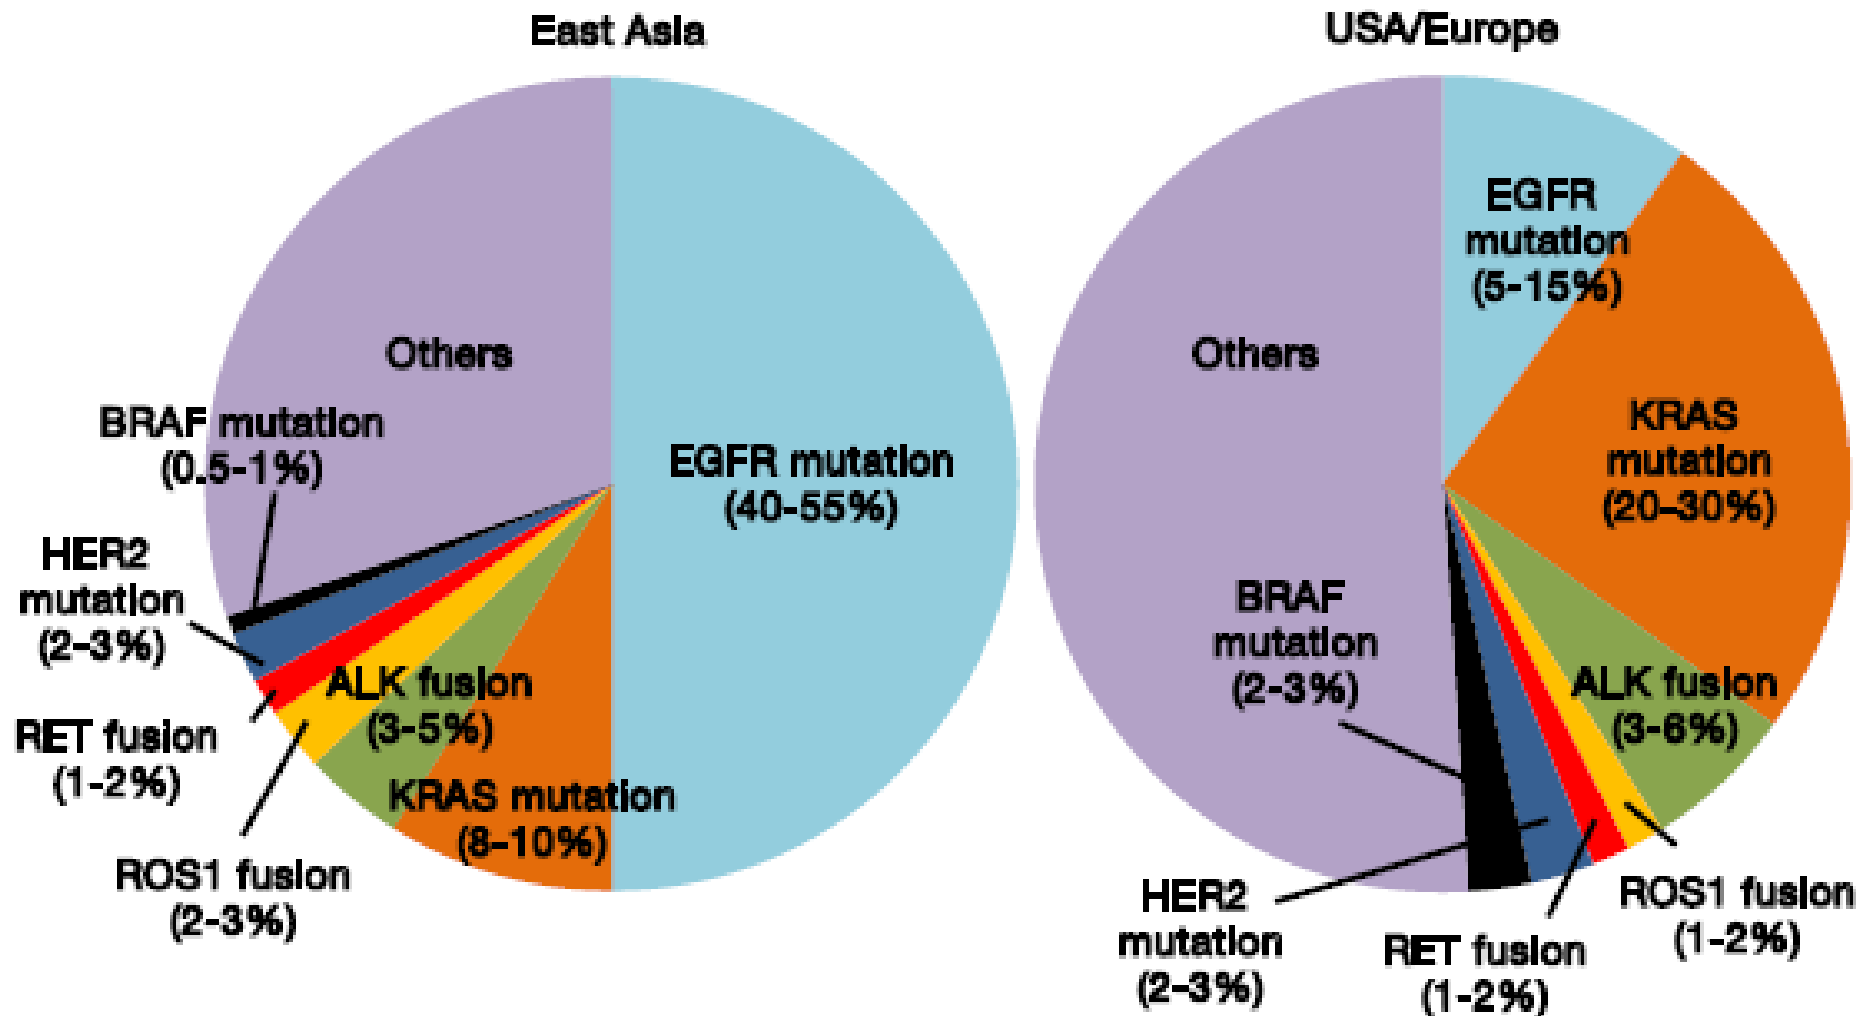 East Asia
Others
BRAF mutation
(0.5-1%)
EGFR mutation
(40-55%)
HER2
mutation
(2-3%)
ALK fusion
(3-5%)
RET fusion
(1-2%)
KRAS mutation
(8-10%)
ROS1 fusion
(2-3%)
USA/Europe
EGFR
mutation
(5-15%)
Others
KRAS
mutation
(20-30%)
BRAF
mutation
(2-3%)
ALK fusion
(3-6%)
HER2
mutation
(2-3%)
RET fusion
(1-2%)
ROS1 fusion
(1-2%)